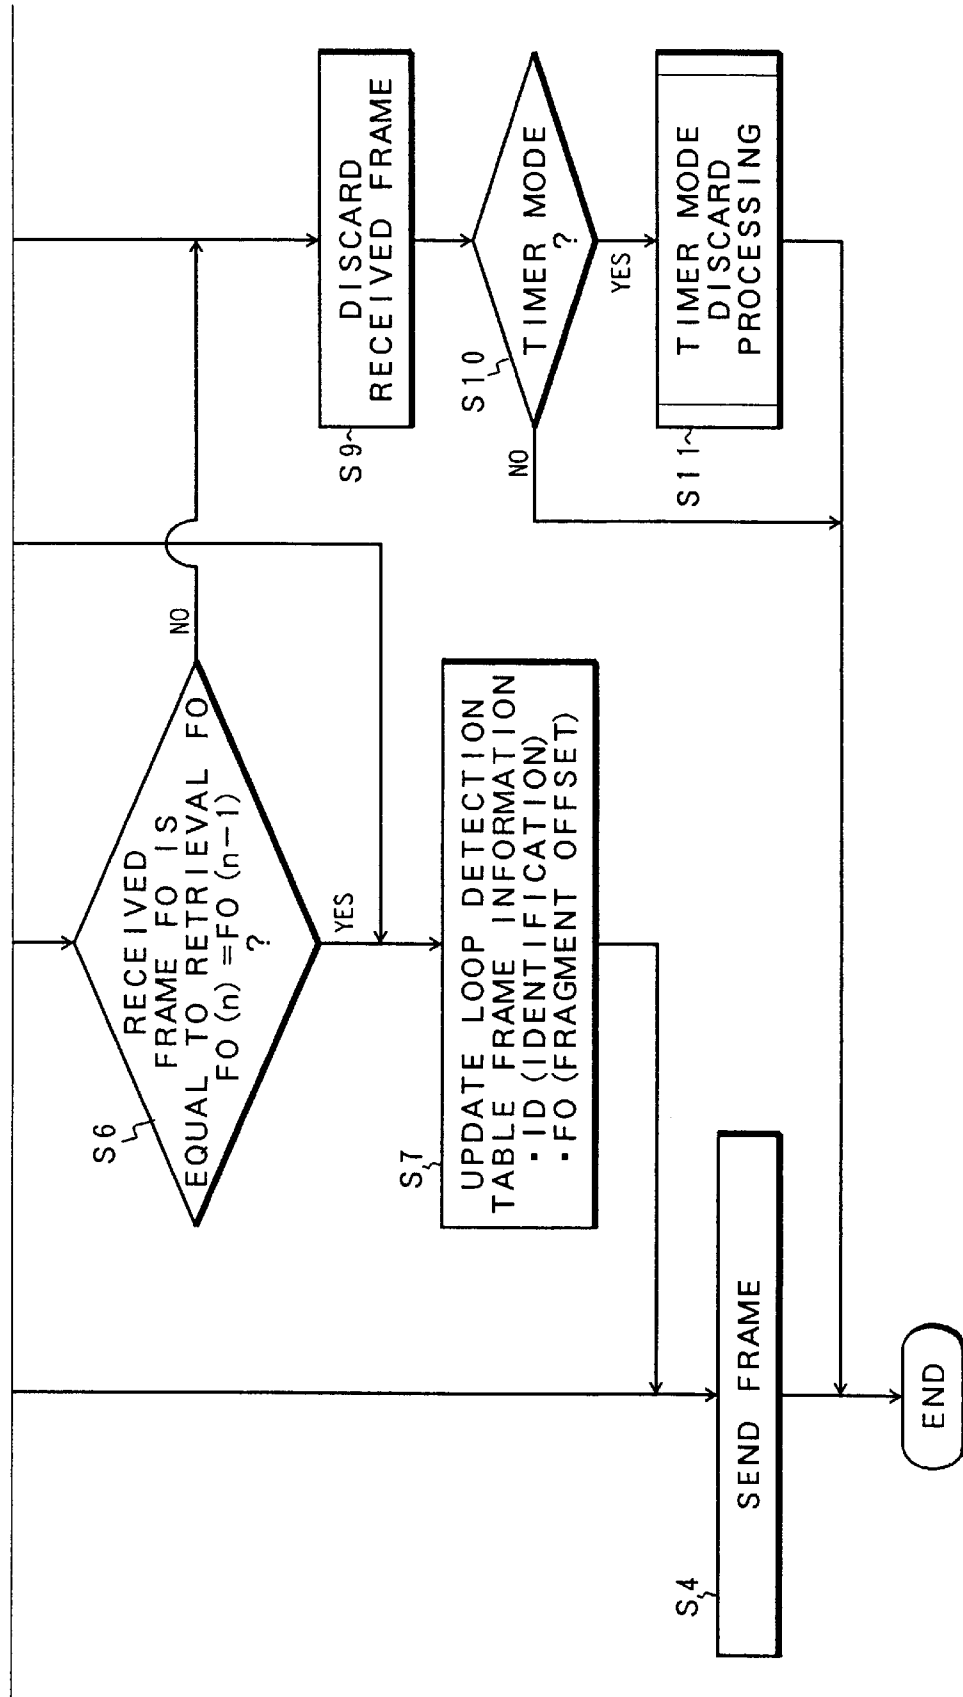 S6
RECEIVED
FRAME FO IS
EQUAL TO RETRIEVAL FO
FO(n)=FO(n-1)
?
NO
YES
S7
UPDATE LOOP DETECTION
TABLE FRAME INFORMATION
・ID(IDENTIFICATION)
・FO(FRAGMENT OFFSET)
S4
SEND FRAME
END
S9
DISCARD
RECEIVED FRAME
S10
TIMER MODE
?
NO
YES
S11
TIMER MODE
DISCARD
PROCESSING